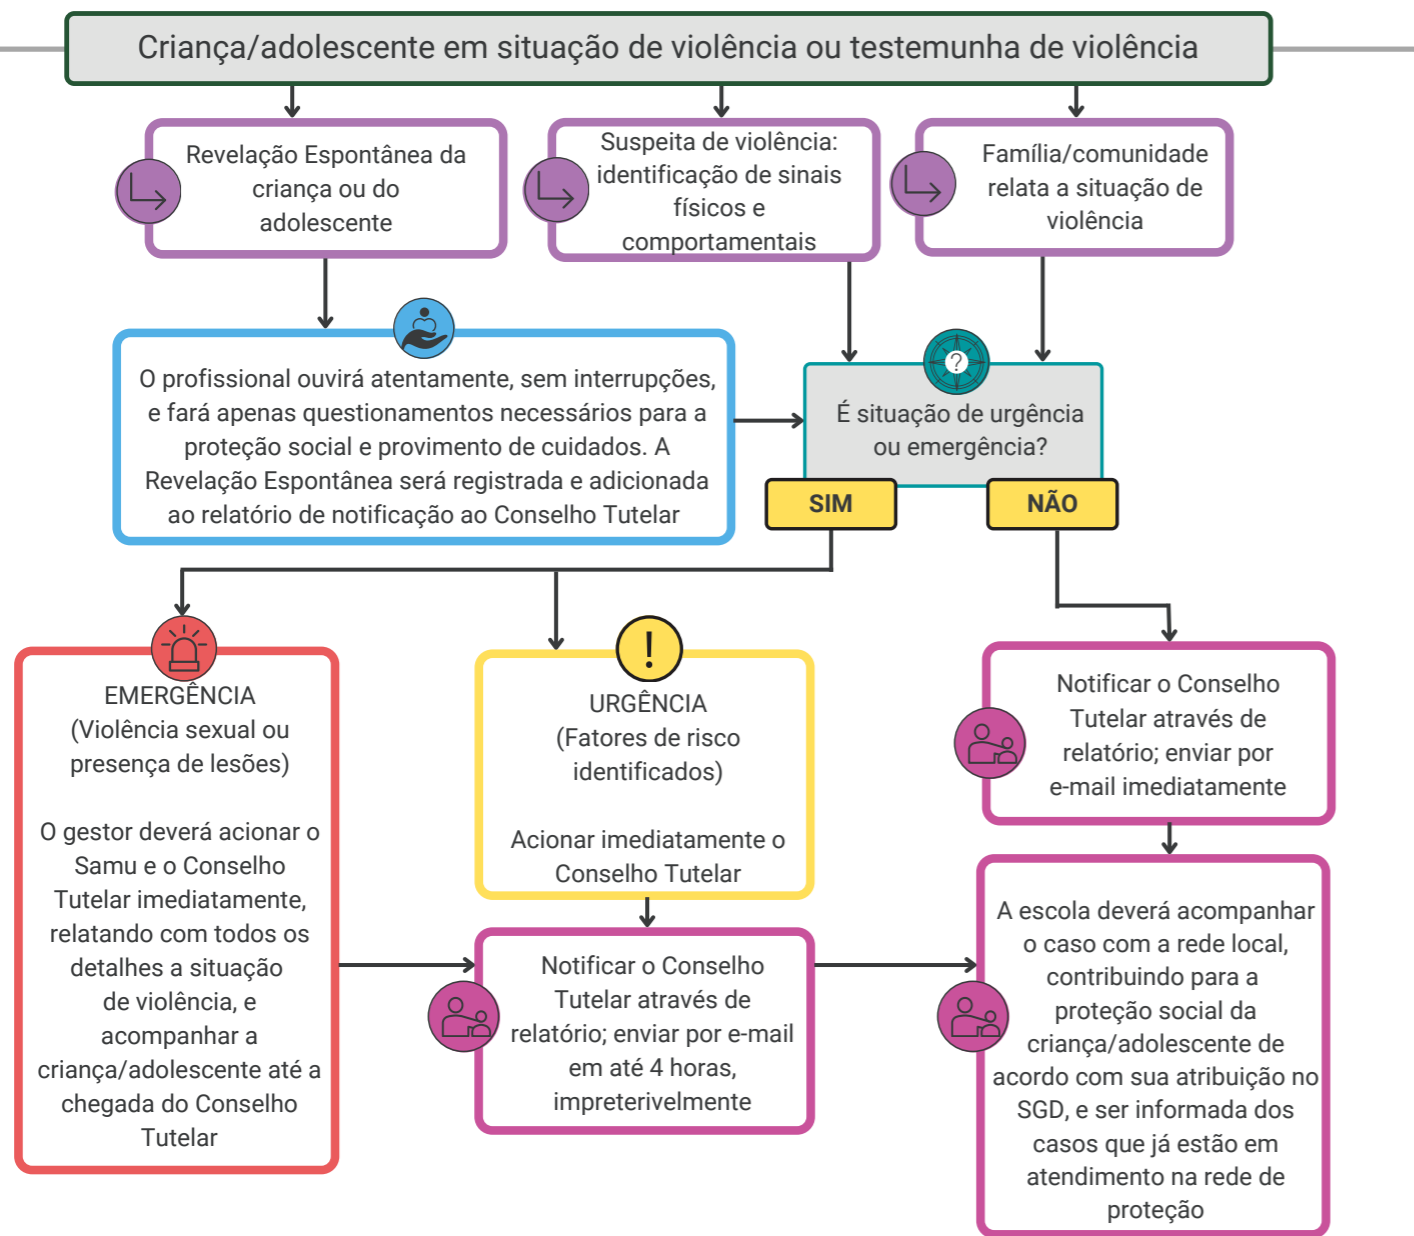 Criança/adolescente em situação de violência ou testemunha de violência
Revelação Espontânea da
criança ou do
adolescente
Suspeita de violência:
identificação de sinais
físicos e
comportamentais
Família/comunidade
relata a situação de
violência
O profissional ouvirá atentamente, sem interrupções,
e fará apenas questionamentos necessários para a
proteção social e provimento de cuidados. A
Revelação Espontânea será registrada e adicionada
ao relatório de notificação ao Conselho Tutelar
?
É situação de urgência
ou emergência?
SIM
NÃO
EMERGÊNCIA
(Violência sexual ou
presença de lesões)
O gestor deverá acionar o
Samu e o Conselho
Tutelar imediatamente,
relatando com todos os
detalhes a situação
de violência, e
acompanhar a
criança/adolescente até a
chegada do Conselho
Tutelar
!
URGÊNCIA
(Fatores de risco
identificados)
Acionar imediatamente o
Conselho Tutelar
Notificar o Conselho
Tutelar através de
relatório; enviar por e-mail
em até 4 horas,
impreterivelmente
Notificar o Conselho
Tutelar através de
relatório; enviar por
e-mail imediatamente
A escola deverá acompanhar
o caso com a rede local,
contribuindo para a
proteção social da
criança/adolescente de
acordo com sua atribuição no
SGD, e ser informada dos
casos que já estão em
atendimento na rede de
proteção